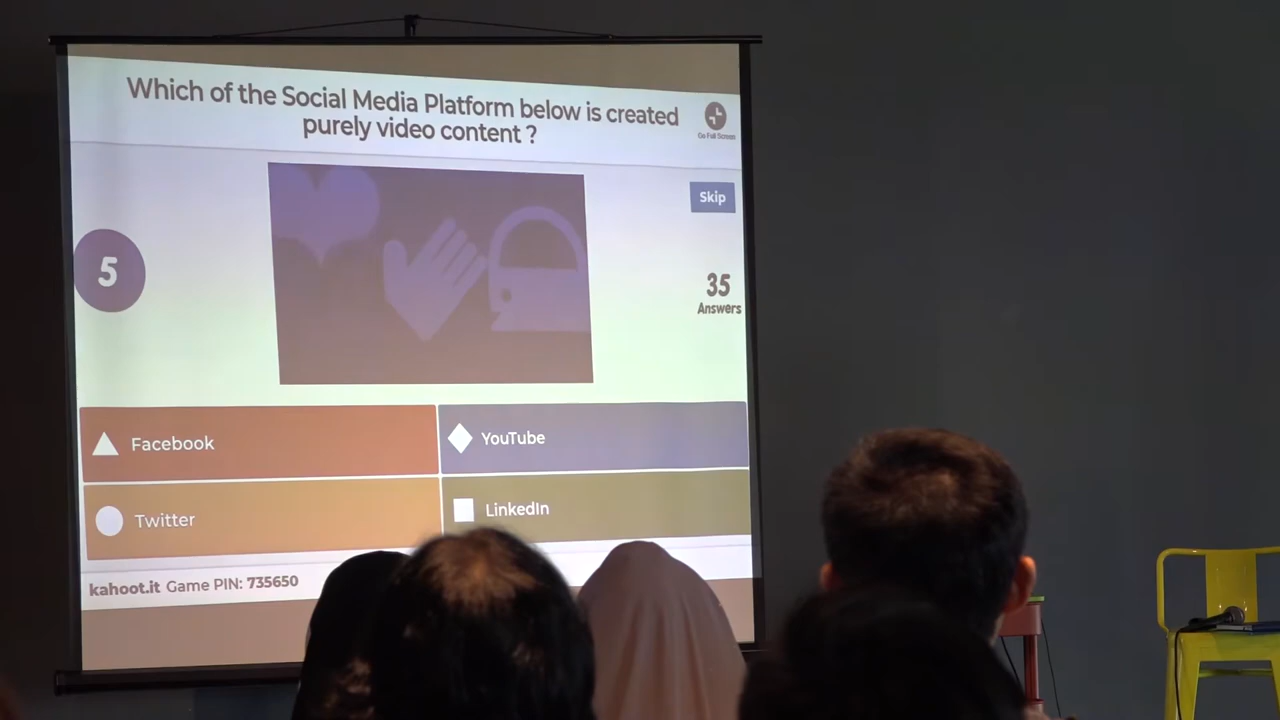 Which of the Social Media Platform below is created
purely video content ?
Go Full Screen
Skip
5
35
Answers
Facebook
YouTube
Twitter
LinkedIn
kahoot.it Game PIN: 735650